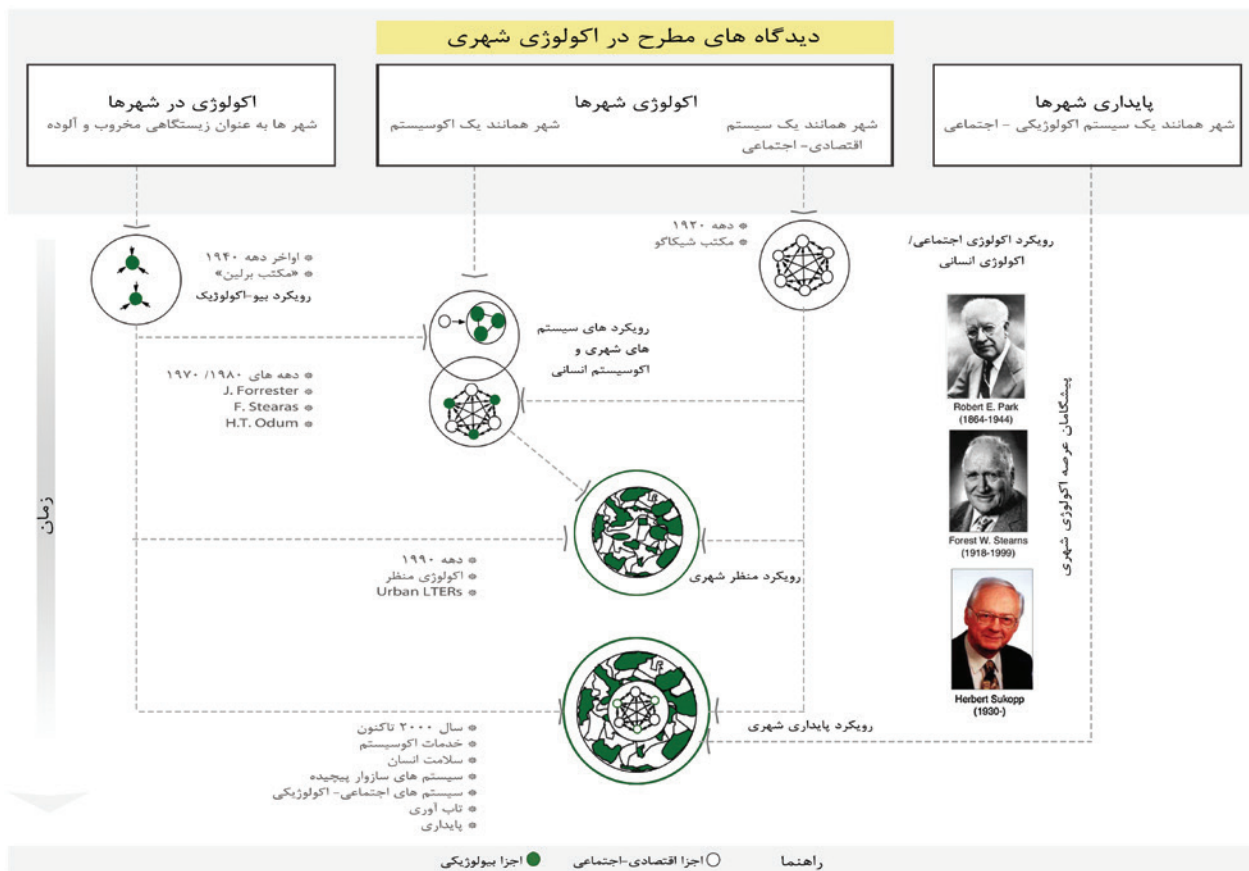 دیدگاه های مطرح در اکولوژی شهری
پایداری شهرها
شهر همانند یک سیستم اکولوژیکی - اجتماعی
اکولوژی شهرها
شهر همانند یک سیستم
اقتصادی- اجتماعی
شهر همانند یک اکوسیستم
اکولوژی در شهرها
شهر ها به عنوان زیستگاهی مخروب و آلوده
رویکرد اکولوژی اجتماعی/
اکولوژی انسانی
دهه ۱۹۲۰
مکتب شیکاگو
اواخر دهه ۱۹۴۰
«مکتب برلین»
رویکرد بیو-اکولوژیک
رویکرد های سیستم
های شهری و
اکوسیستم انسانی
دهه های ۱۹۸۰/ ۱۹۷۰
J. Forrester
F. Stearas
H.T. Odum
Robert E. Park
(1864-1944)
Forest W. Stearns
(1918-1999)
Herbert Sukopp
(1930-)
پیشگامان عرصه اکولوژی شهری
زمان
رویکرد منظر شهری
دهه ۱۹۹۰
اکولوژی منظر
Urban LTERs
رویکرد پایداری شهری
سال ۲۰۰۰ تاکنون
خدمات اکوسیستم
سلامت انسان
سیستم های سازوار پیچیده
سیستم های اجتماعی- اکولوژیکی
تاب آوری
پایداری
راهنما
اجزا اقتصادی-اجتماعی
اجزا بیولوژیکی